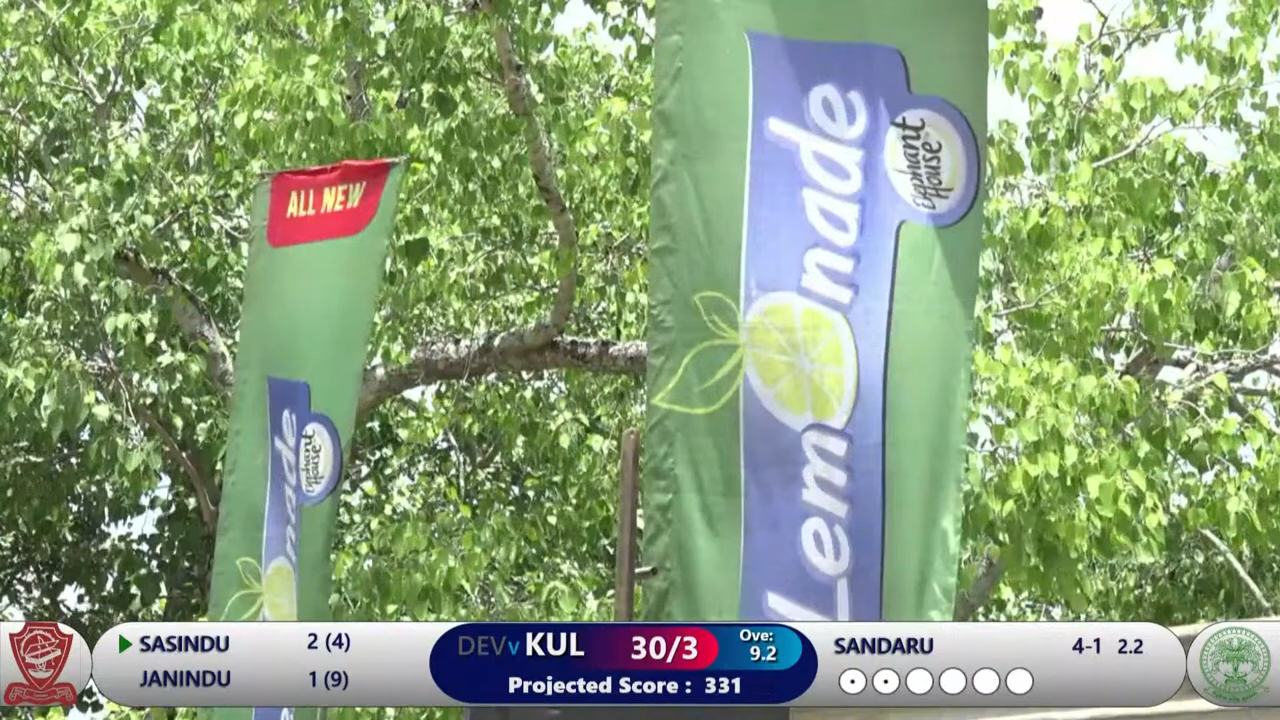 ALL NEW
Lemonade
Elephant
House
nade
Elephant
House
SASINDU 2 (4)
JANINDU 1 (9)
DEV v KUL 30/3
Ove:
9.2
Projected Score : 331
SANDARU 4-1 2.2